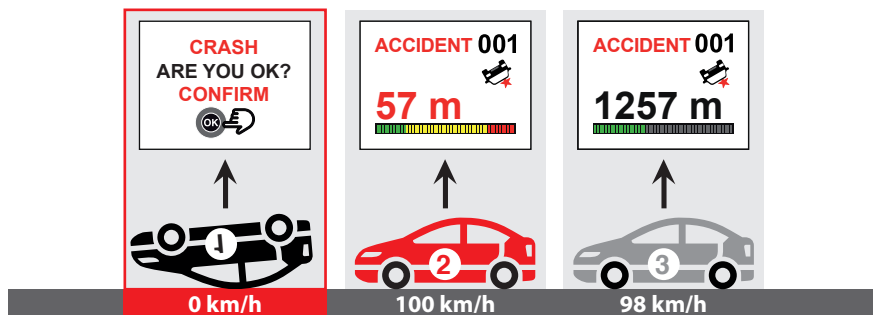 CRASH
ARE YOU OK?
CONFIRM
OK
1
0 km/h
ACCIDENT 001
57 m
2
100 km/h
ACCIDENT 001
1257 m
3
98 km/h